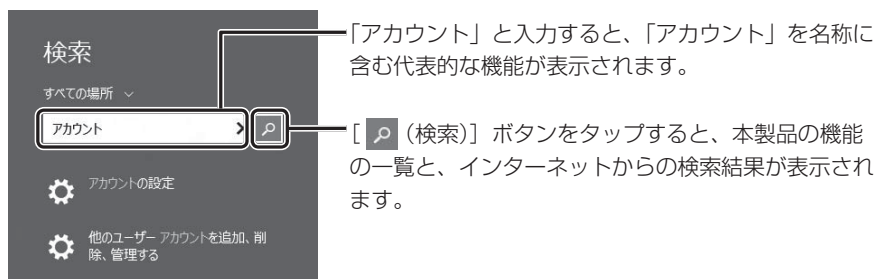 検索
すべての場所
アカウント
アカウントの設定
他のユーザー アカウントを追加、削
除、管理する
「アカウント」と入力すると、「アカウント」を名称に
含む代表的な機能が表示されます。
[ (検索)] ボタンをタップすると、本製品の機能
の一覧と、インターネットからの検索結果が表示され
ます。